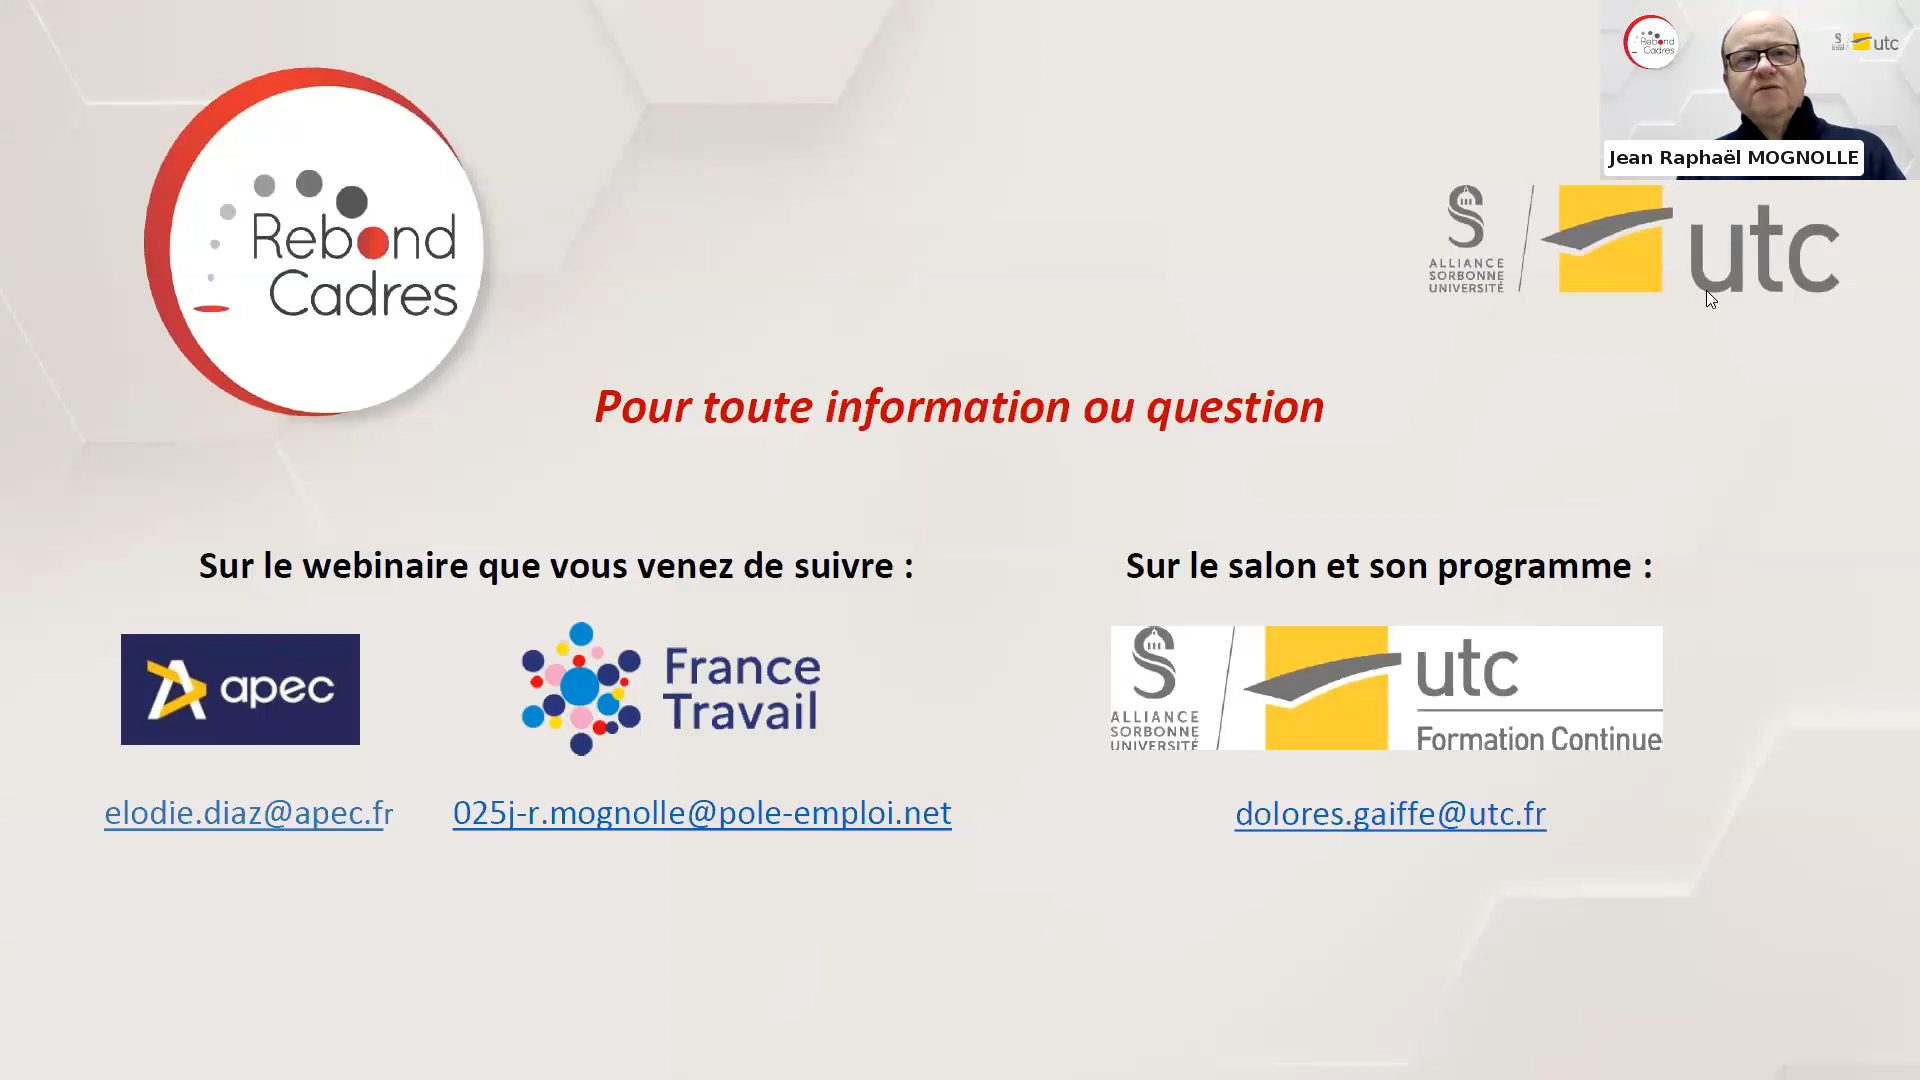 Rebond
Cadres
utc
Jean Raphaël MOGNOLLE
Rebond
Cadres
ALLIANCE
SORBONNE
UNIVERSITÉ
utc
Pour toute information ou question
Sur le webinaire que vous venez de suivre :
Sur le salon et son programme :
apec
France
Travail
ALLIANCE
SORBONNE
UNIVERSITÉ
utc
Formation Continue
elodie.diaz@apec.fr
025j-r.mognolle@pole-emploi.net
dolores.gaiffe@utc.fr